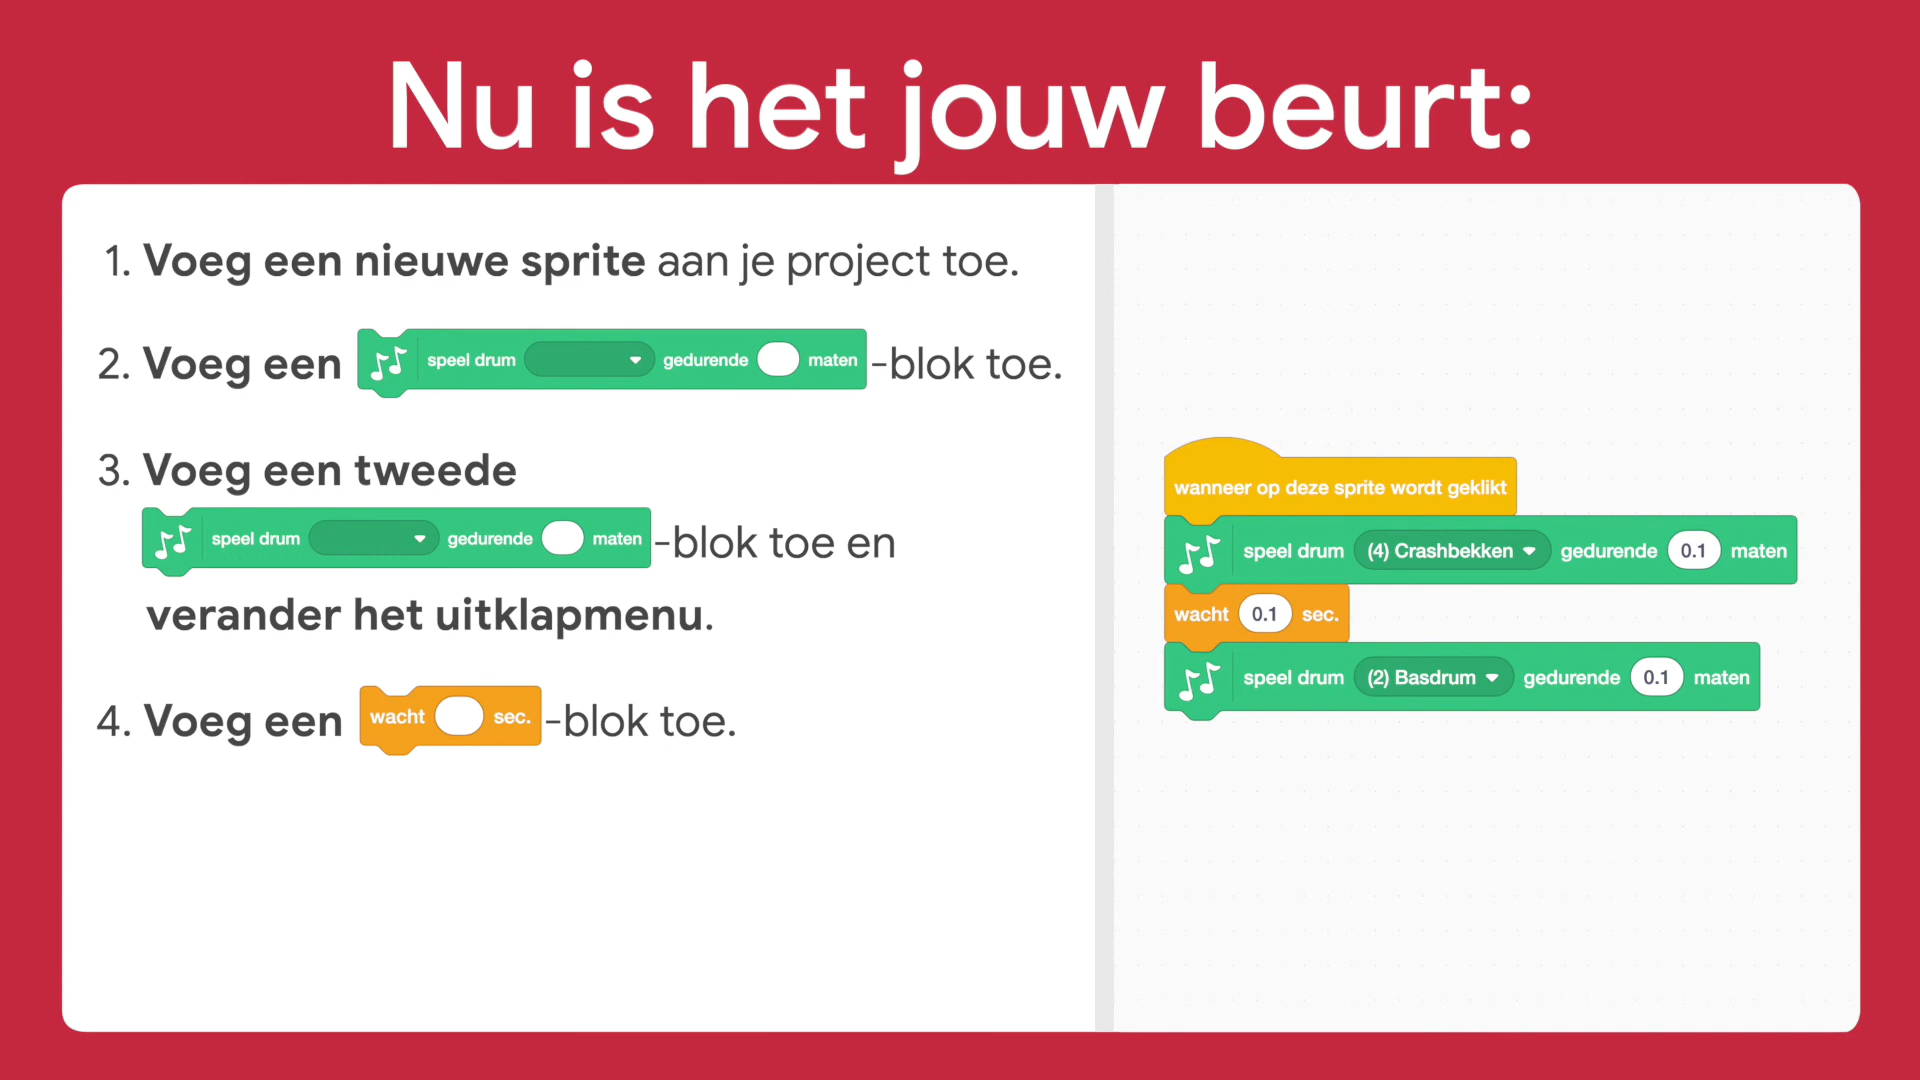 Nu is het jouw beurt:
1. Voeg een nieuwe sprite aan je project toe.
2. Voeg een speel drum gedurende maten -blok toe.
3. Voeg een tweede
speel drum gedurende maten -blok toe en
verander het uitklapmenu.
4. Voeg een wacht sec. -blok toe.
wanneer op deze sprite wordt geklikt
speel drum (4) Crashbekken gedurende 0.1 maten
wacht 0.1 sec.
speel drum (2) Basdrum gedurende 0.1 maten